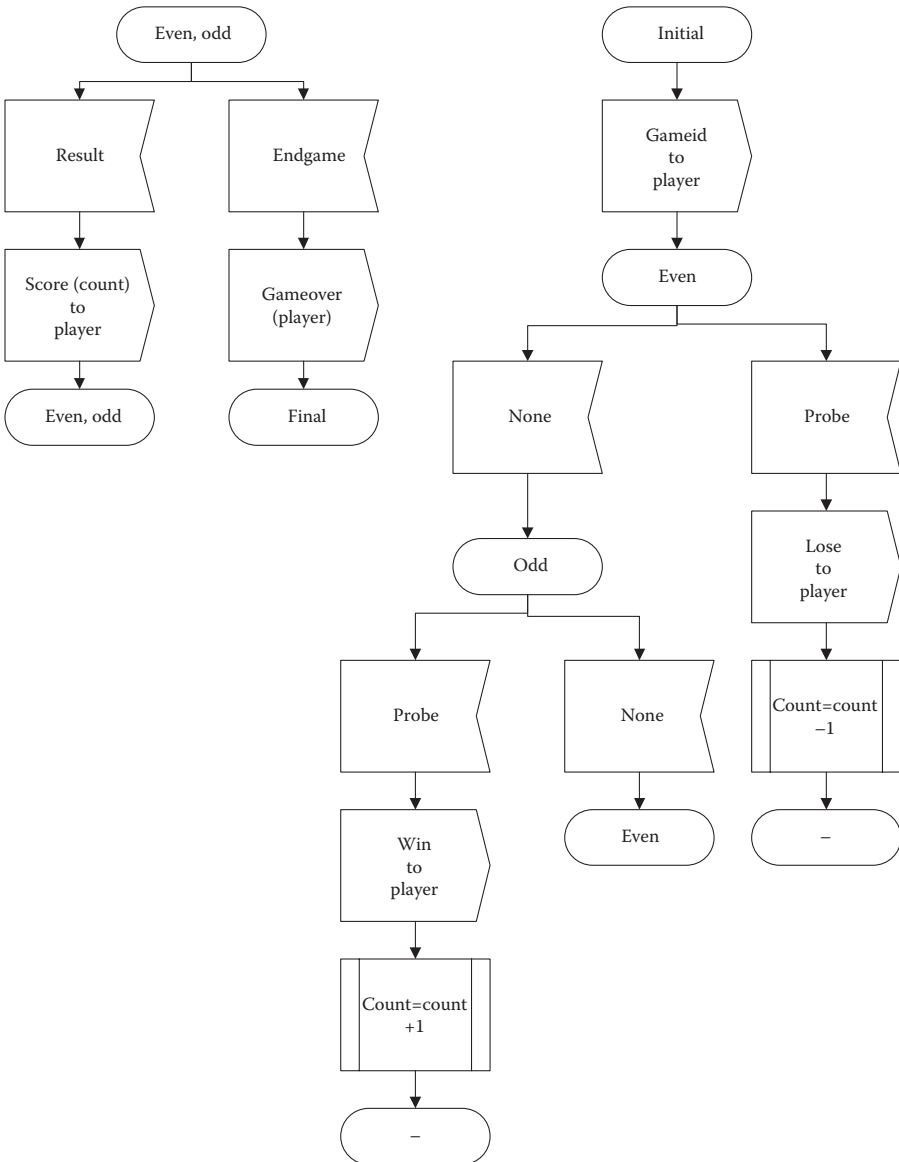 Even, odd
Result
Score (count)
to
player
Even, odd
Endgame
Gameover
(player)
Final
Initial
Gameid
to
player
Even
None
Odd
Probe
Win
to
player
Count=count
+1
–
None
Even
Probe
Lose
to
player
Count=count
–1
–